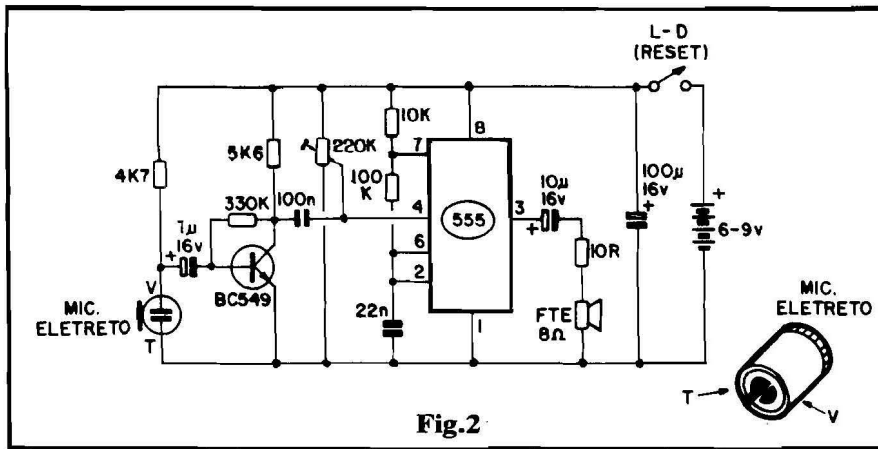 L-D
(RESET)
10K
8
7
5K6
220K
4K7
100
K
10µ
16v
100µ
16v
+
330K
100n
4
555
3
+
6-9v
1µ
16v
+
6
+
10R
2
V
BC549
MIC.
ELETRETO
22n
FTE
8Ω
MIC.
ELETRETO
T
1
T
V
Fig.2